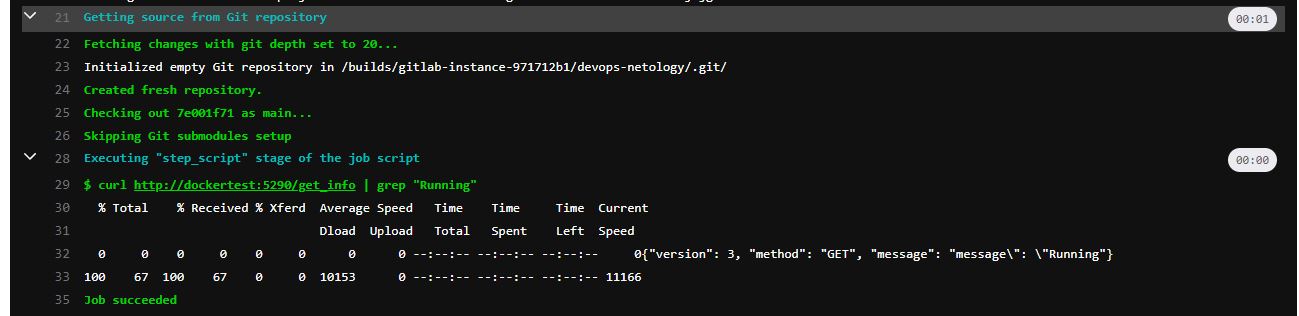 21 Getting source from Git repository 00:01
22 Fetching changes with git depth set to 20...
23 Initialized empty Git repository in /builds/gitlab-instance-971712b1/devops-netology/.git/
24 Created fresh repository.
25 Checking out 7e001f71 as main...
26 Skipping Git submodules setup
28 Executing "step_script" stage of the job script 00:00
29 $ curl http://dockertest:5290/get_info | grep "Running"
30 % Total % Received % Xferd Average Speed Time Time Time Current
31 Dload Upload Total Spent Left Speed
32 0 0 0 0 0 0 0 0 --:--:-- --:--:-- --:--:-- 0{"version": 3, "method": "GET", "message": "message\": \"Running"}
33 100 67 100 67 0 0 10153 0 --:--:-- --:--:-- --:--:-- 11166
35 Job succeeded